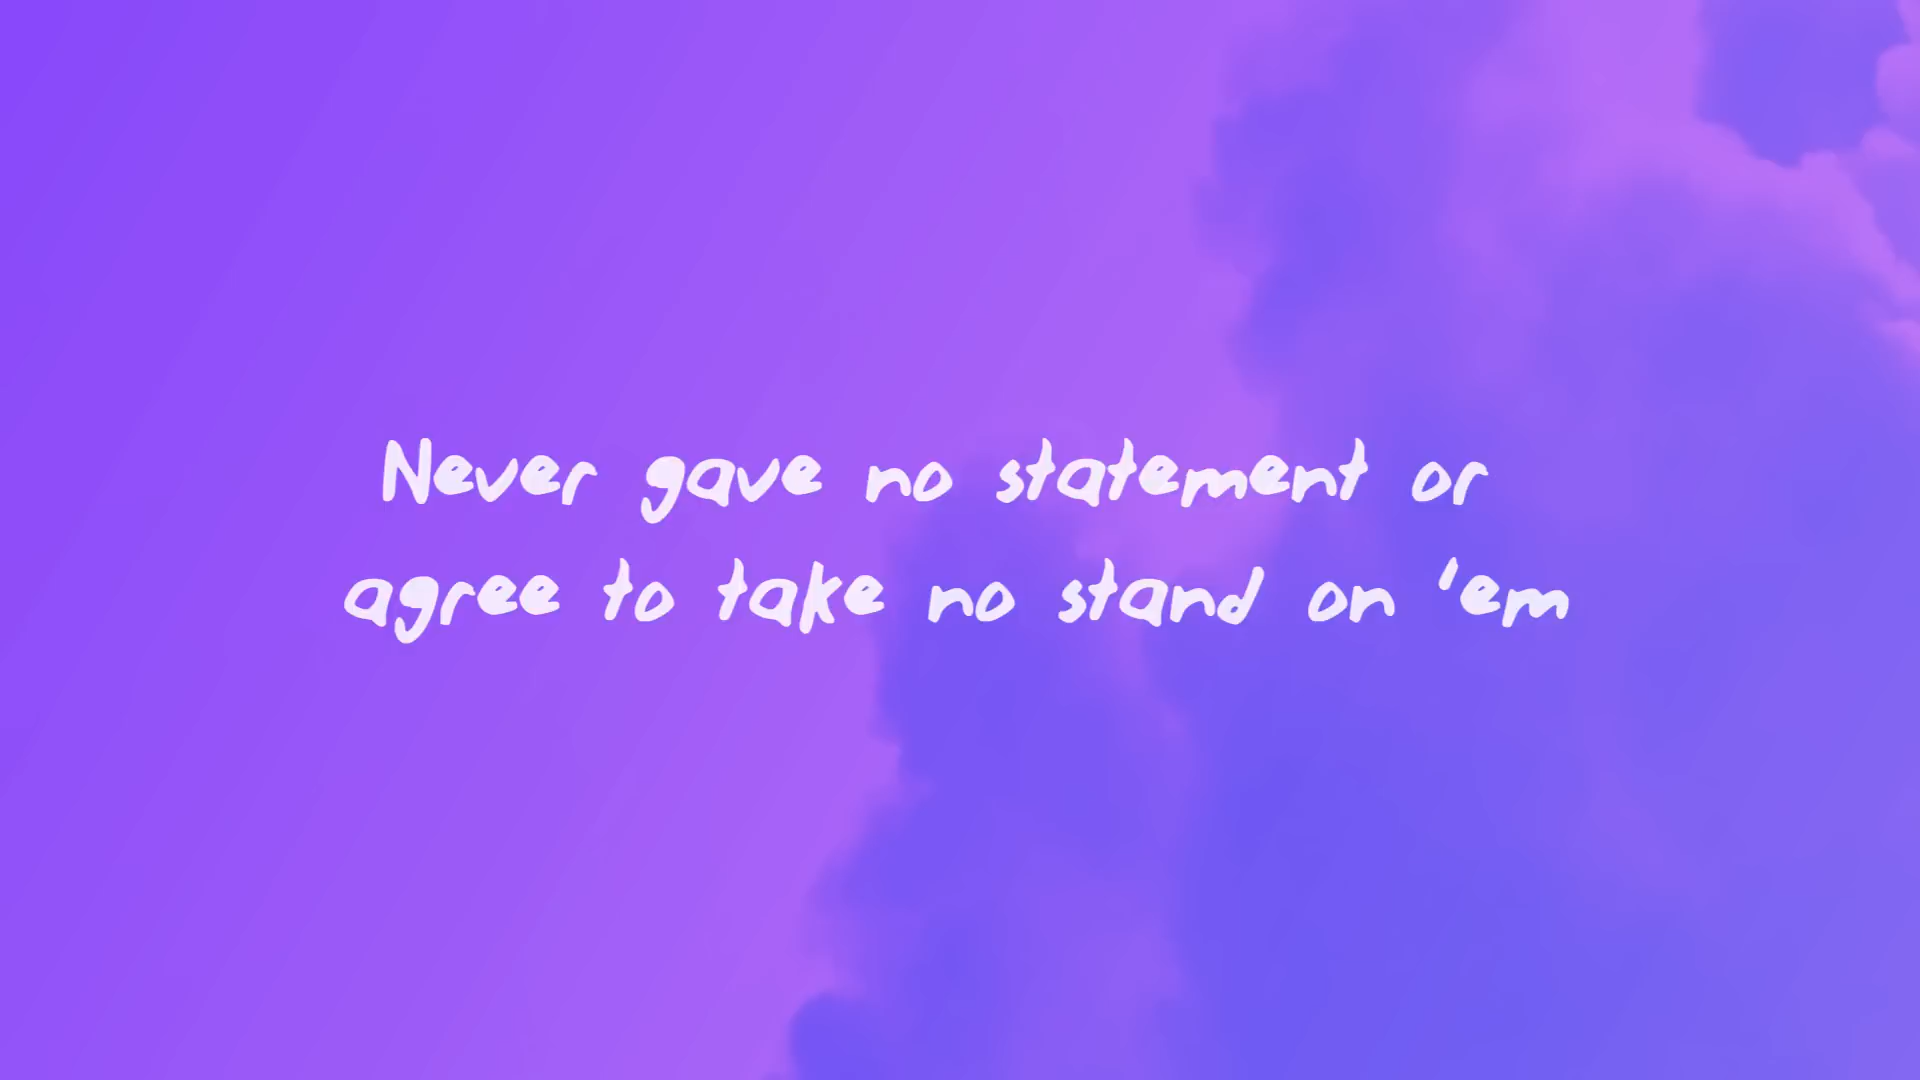 Never gave no statement or
agree to take no stand on 'em